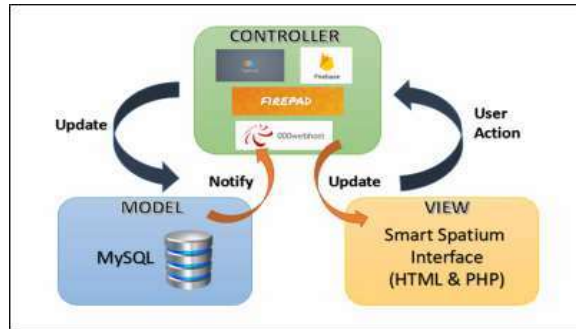 CONTROLLER
Firebase
FIREPAD
000webhost
Update
User
Action
Notify
Update
MODEL
MySQL
VIEW
Smart Spatium
Interface
(HTML & PHP)